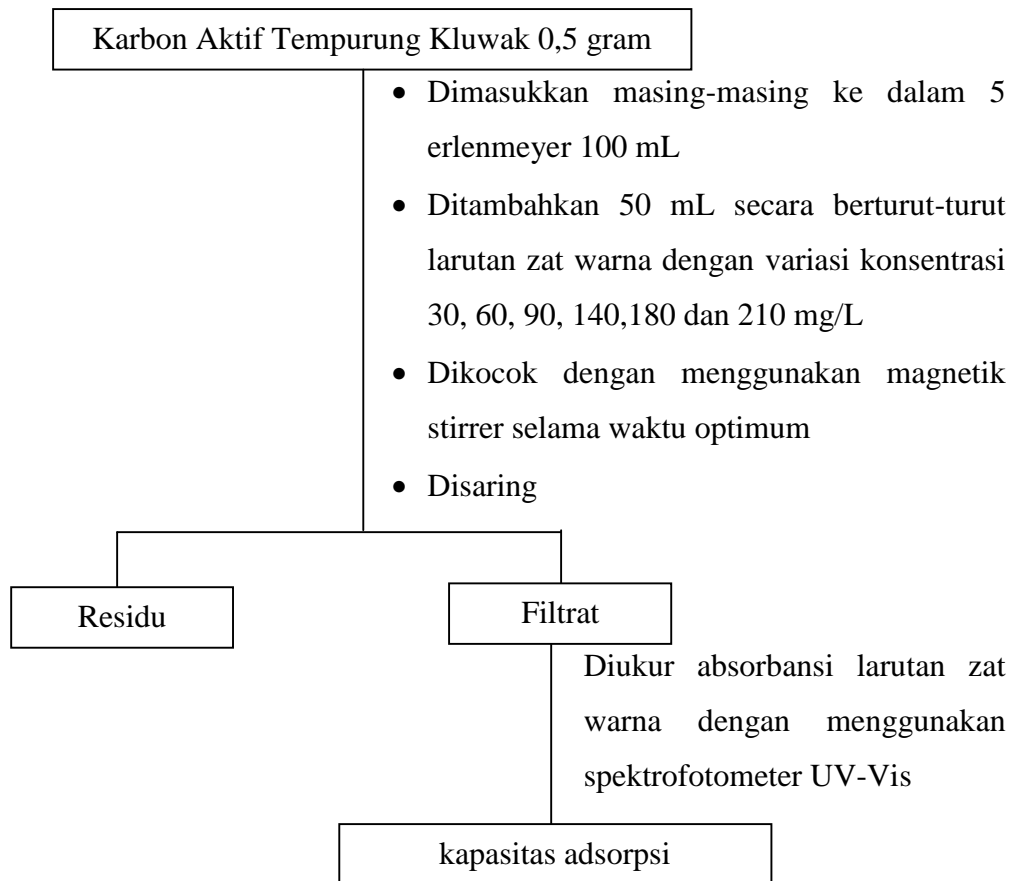 Karbon Aktif Tempurung Kluwak 0,5 gram
• Dimasukkan masing-masing ke dalam 5
erlenmeyer 100 mL
• Ditambahkan 50 mL secara berturut-turut
larutan zat warna dengan variasi konsentrasi
30, 60, 90, 140,180 dan 210 mg/L
• Dikocok dengan menggunakan magnetik
stirrer selama waktu optimum
• Disaring
Residu
Filtrat
Diukur absorbansi larutan zat
warna dengan menggunakan
spektrofotometer UV-Vis
kapasitas adsorpsi